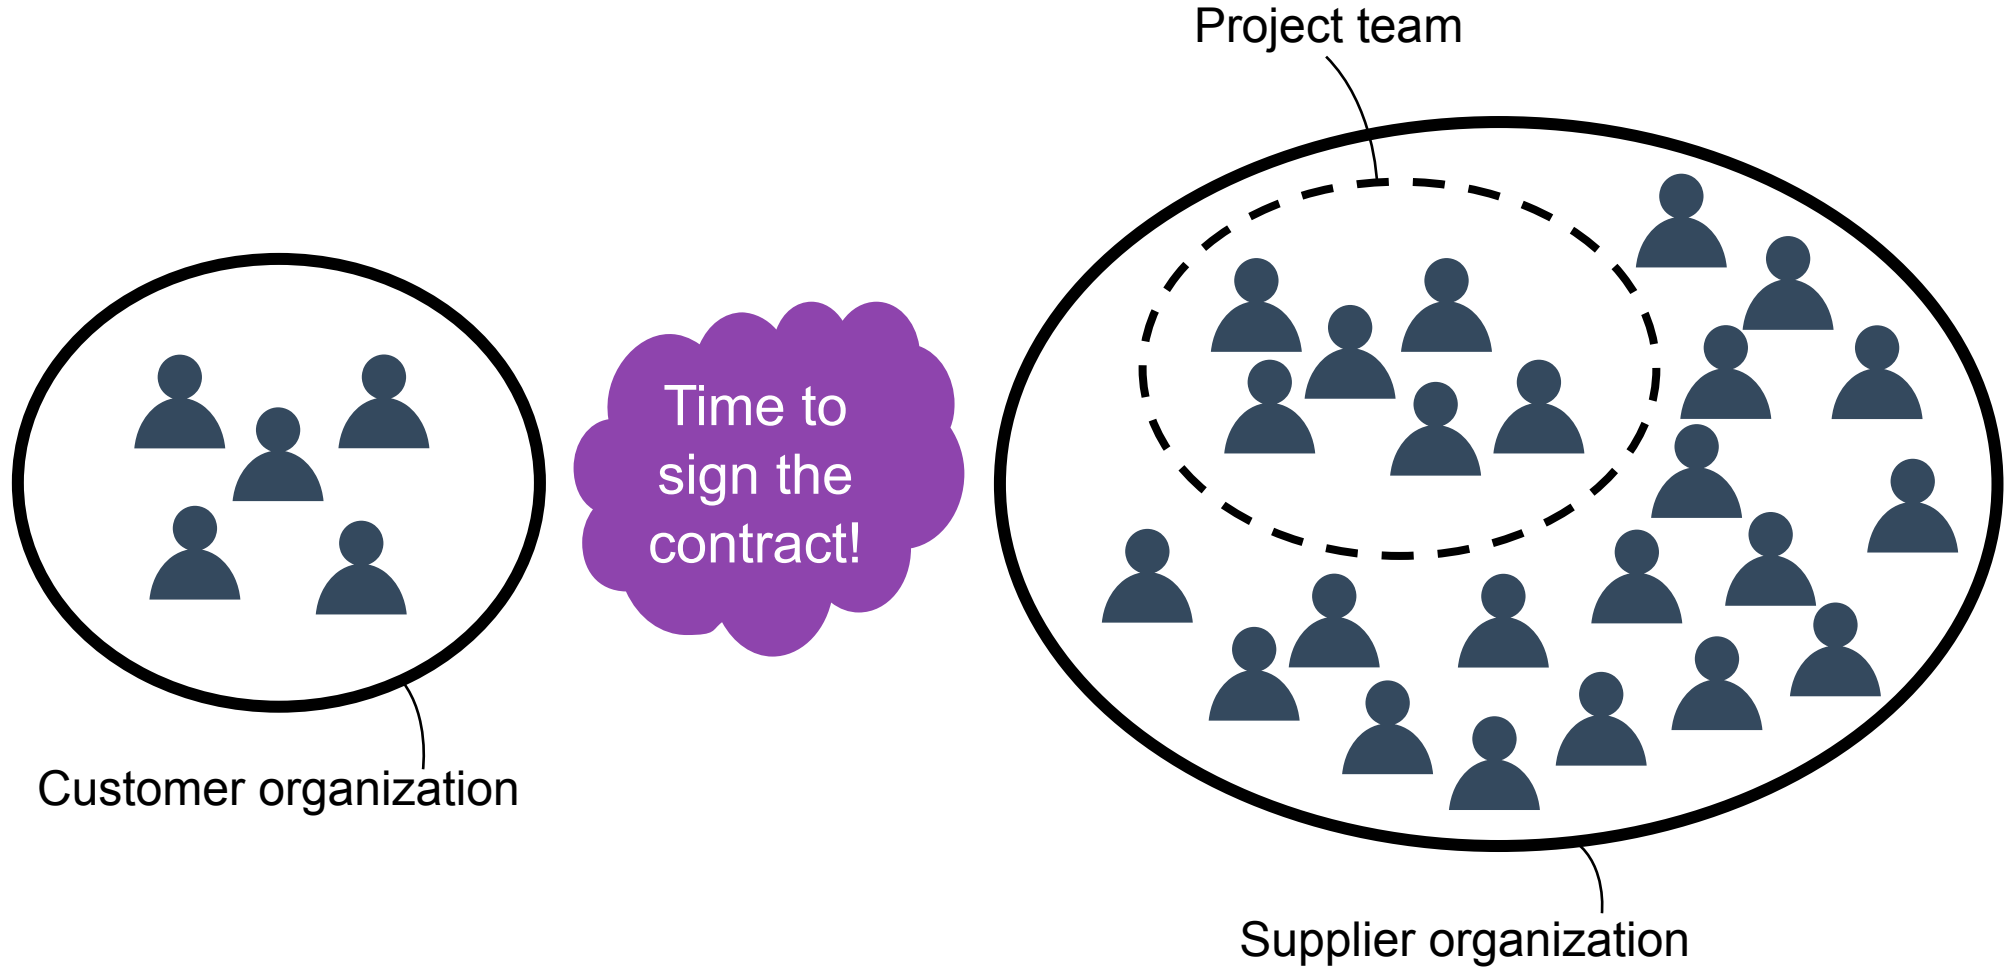 Project team
Time to
sign the
contract!
Customer organization
Supplier organization